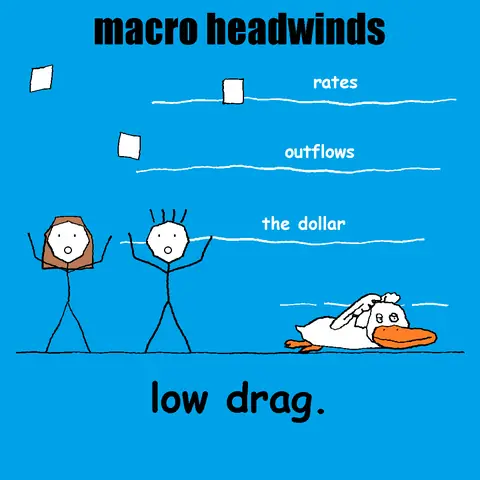 macro headwinds
rates
outflows
the dollar
low drag.